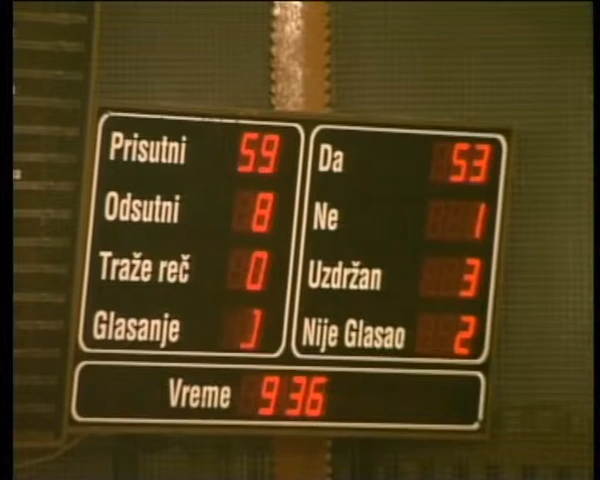 Prisutni 59
Odsutni 8
Traže reč 0
Glasanje
Da 53
Ne 1
Uzdržan 3
Nije Glasao 2
Vreme 9 36